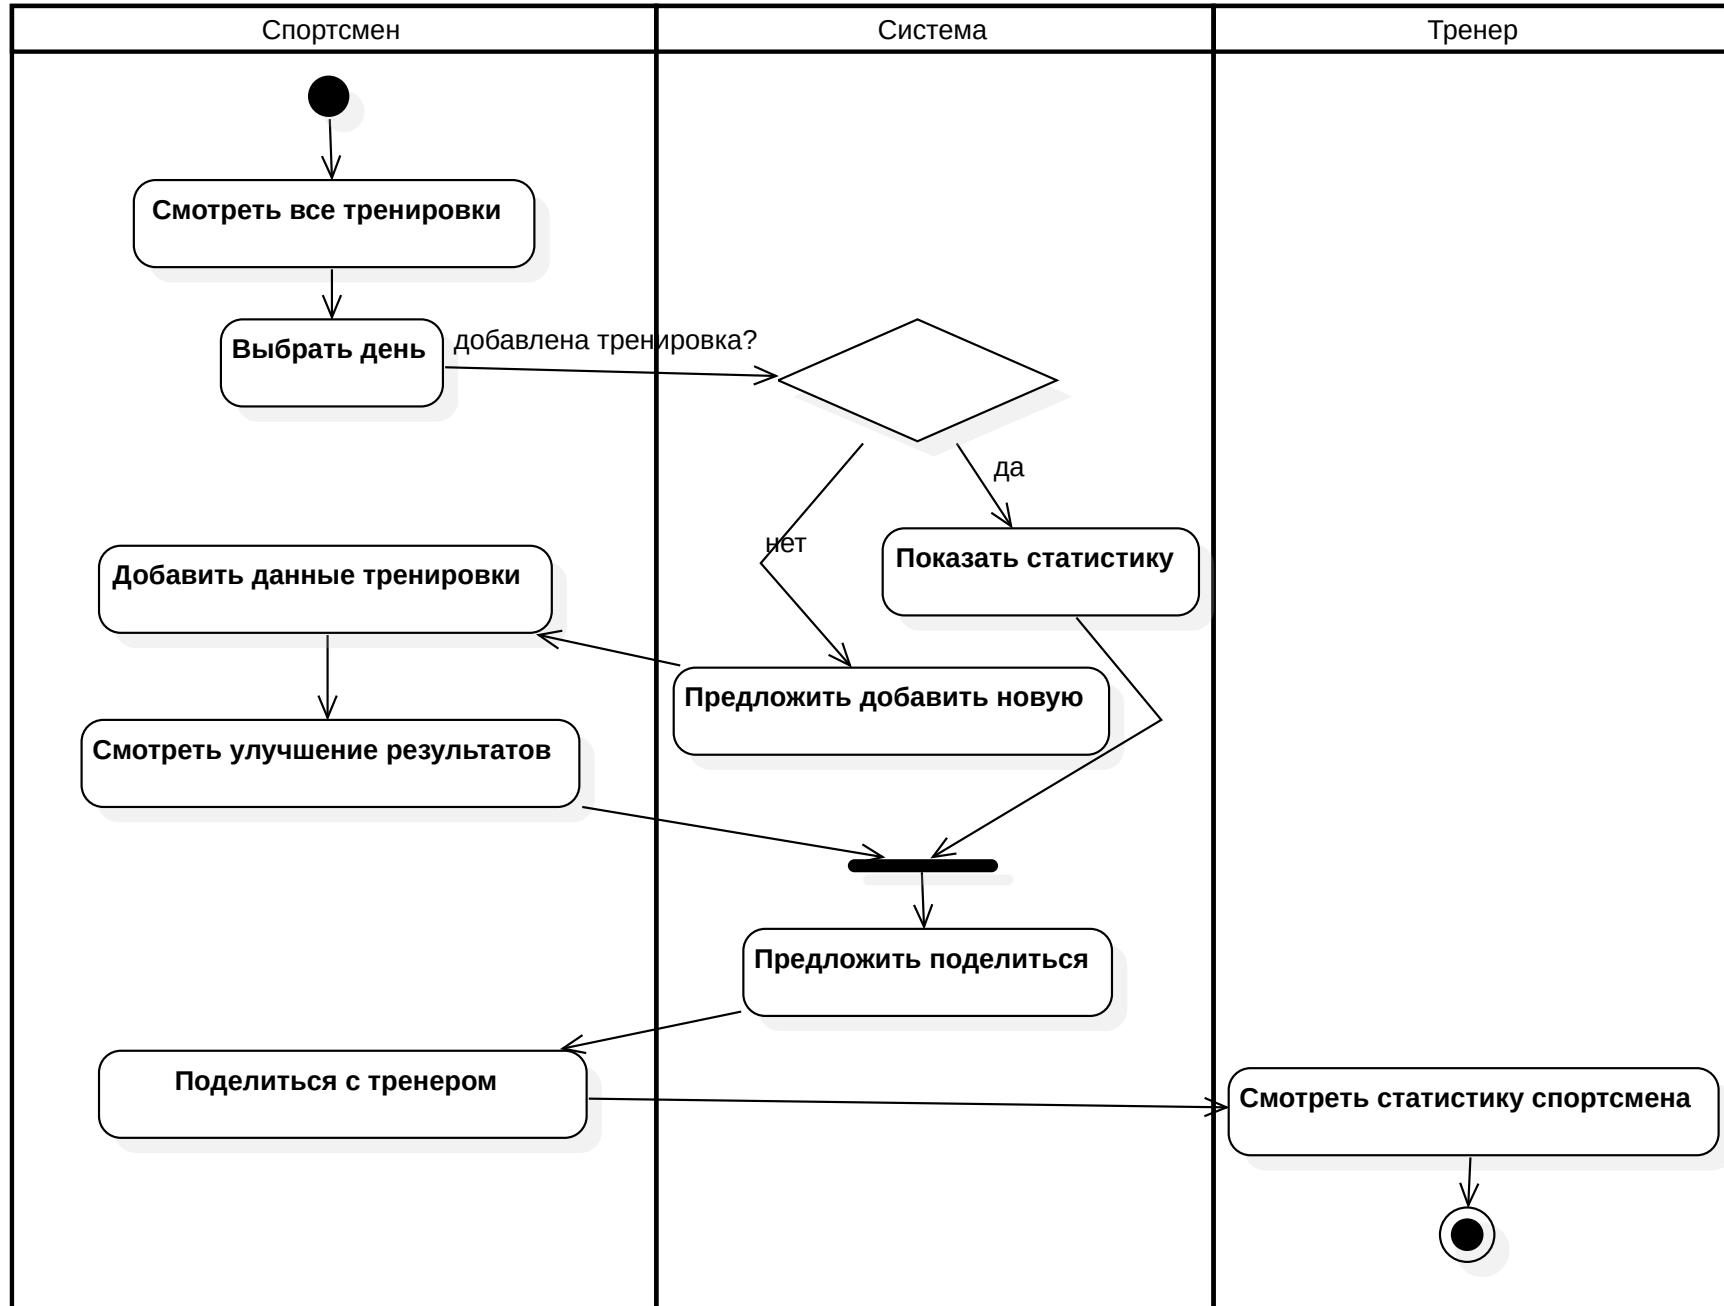 Спортсмен
Система
Тренер
Смотреть все тренировки
Выбрать день
добавлена тренировка?
да
нет
Показать статистику
Добавить данные тренировки
Предложить добавить новую
Смотреть улучшение результатов
Предложить поделиться
Поделиться с тренером
Смотреть статистику спортсмена